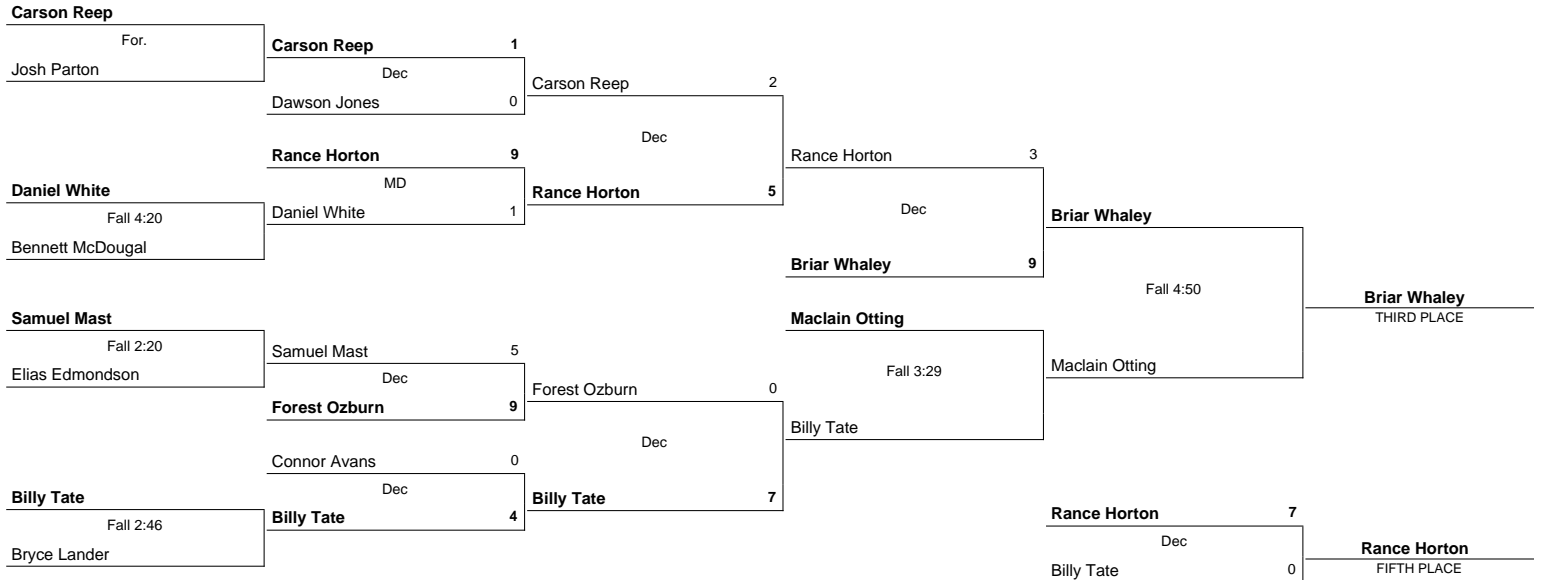 Carson Reep
For.
Josh Parton
Carson Reep 1
Dec
Dawson Jones 0
Carson Reep 2
Dec
Rance Horton 9
MD
Daniel White 1
Rance Horton 5
Daniel White
Fall 4:20
Bennett McDougal
Rance Horton 3
Dec
Briar Whaley 9
Briar Whaley
Fall 4:50
Maclain Otting
Briar Whaley
THIRD PLACE
Samuel Mast
Fall 2:20
Elias Edmondson
Samuel Mast 5
Dec
Forest Ozburn 9
Forest Ozburn 0
Dec
Connor Avans 0
Dec
Billy Tate 4
Billy Tate 7
Billy Tate
Fall 2:46
Bryce Lander
Maclain Otting
Fall 3:29
Billy Tate
Rance Horton 7
Dec
Billy Tate 0
Rance Horton
FIFTH PLACE